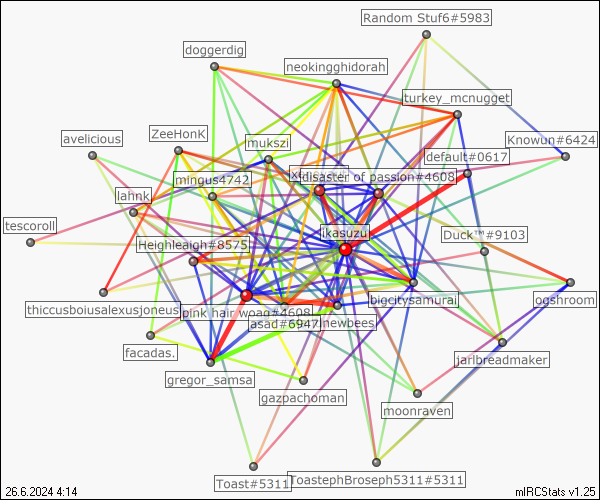 Random Stuf6#5983
doggerdig
neokingghidorah
turkey_mcnugget
avelicious
ZeeHonK
mukszi
Knowun#6424
default#0617
mingus4742
disaster of passion#4608
lahnk
ikasuzu
tescoroll
Heighleaigh#8575
Duck™#9103
thiccusboiusalexusjoneus
pink hair woag#4608
bigcitysamurai
ogshroom
asad#6947
newbees
facadas.
jarlbreadmaker
gregor_samsa
gazpachoman
moonraven
Toast#5311
ToastephBroseph5311#5311
26.6.2024 4:14
mIRCStats v1.25